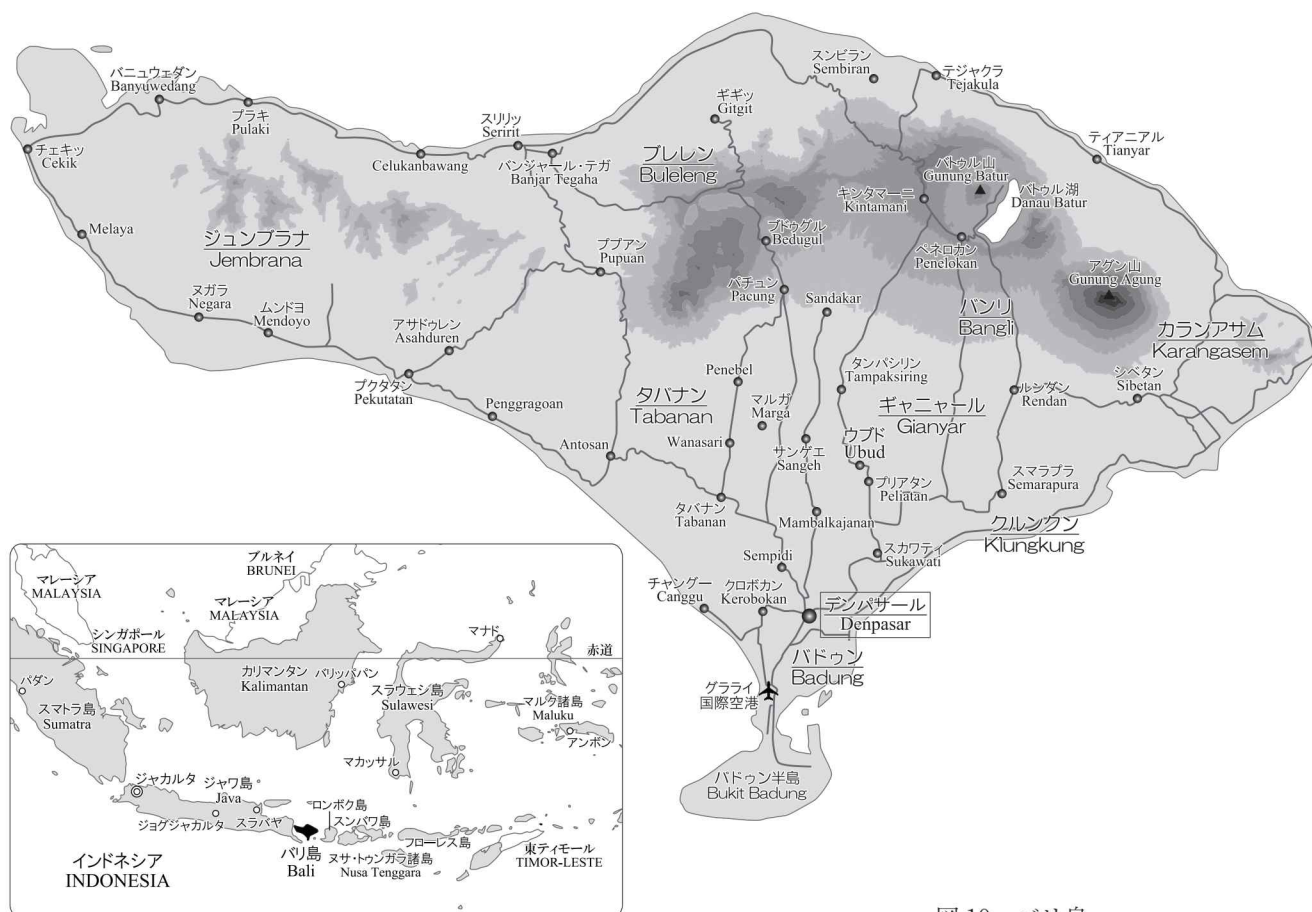 スンビラン
Sembiran
テジャクラ
Tejakula
バニュウェダン
Banyuwedang
ギギッ
Gitgit
プラキ
Pulaki
スリリッ
Seririt
チェキッ
Cekik
Celukanbawang
バンジャール・テガ
Banjar Tegaha
ブレレン
Buleleng
ティアニアル
Tianyar
バトゥル山
Gunung Batur
バトゥル湖
Danau Batur
キンタマーニ
Kintamani
Melaya
ジュンブラナ
Jembrana
ブドゥグル
Bedugul
ペネロカン
Penelokan
ププアン
Pupuan
アグン山
Gunung Agung
パチュン
Pacung
Sandakar
バンリ
Bangli
ヌガラ
Negara
ムンドヨ
Mendoyo
アサドゥレン
Asahduren
カランアサム
Karangasem
プクタタン
Pekutatan
Penebel
タンパシリン
Tampaksiring
シベタン
Sibetan
ルンダン
Rendan
タバナン
Tabanan
マルガ
Marga
ギャニャール
Gianyar
Penggragoan
Antosan
Wanasari
サンゲエ
Sangeh
ウブド
Ubud
プリアタン
Peliatan
スマラプラ
Semarapura
タバナン
Tabanan
Mambalkajanan
クルンクン
Klungkung
Sempidi
スカワティ
Sukawati
チャングー
Canggu
クロボカン
Kerobokan
デンパサール
Denpasar
バドゥン
Badung
グラライ
国際空港
バドゥン半島
Bukit Badung
マレーシア
MALAYSIA
ブルネイ
BRUNEI
マレーシア
MALAYSIA
シンガポール
SINGAPORE
マナド
赤道
パダン
カリマンタン
Kalimantan
バリッパパン
スマトラ島
Sumatra
スラウェシ島
Sulawesi
マルク諸島
Maluku
アンボン
マカッサル
ジャカルタ
ジャワ島
Java
ロンボク島
スンバワ島
ジョグジャカルタ
スラバヤ
フローレス島
バリ島
Bali
ヌサ・トゥンガラ諸島
Nusa Tenggara
東ティモール
TIMOR-LESTE
インドネシア
INDONESIA